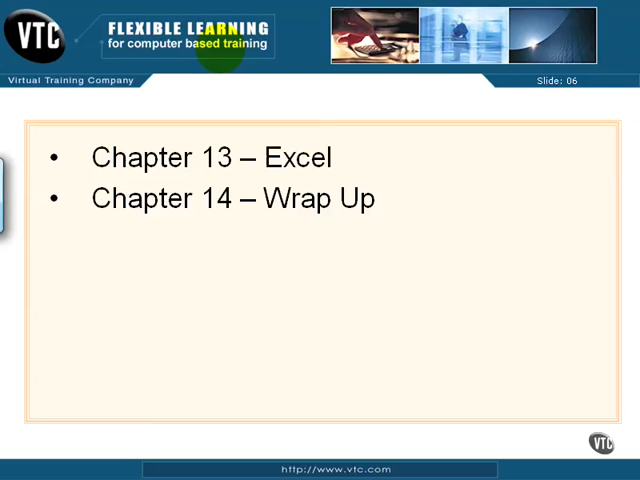 VTC
FLEXIBLE LEARNING
for computer based training
Virtual Training Company
Slide: 06
• Chapter 13 – Excel
• Chapter 14 – Wrap Up
VTC
http://www.vtc.com